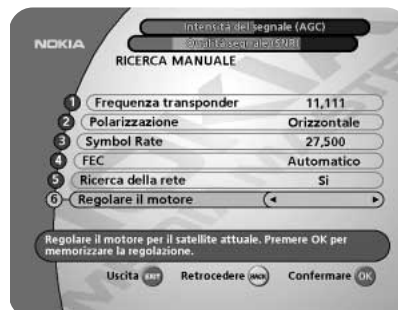 Intensità del segnale (AGC)
NOKIA
Qualità segnale (SNR)
RICERCA MANUALE
1 Frequenza transponder 11,111
2 Polarizzazione Orizzontale
3 Symbol Rate 27,500
4 FEC Automatico
5 Ricerca della rete Si
6 Regolare il motore
Regolare il motore per il satellite attuale. Premere OK per
memorizzare la regolazione.
Uscita EXIT Retrocedere BACK Confermare OK